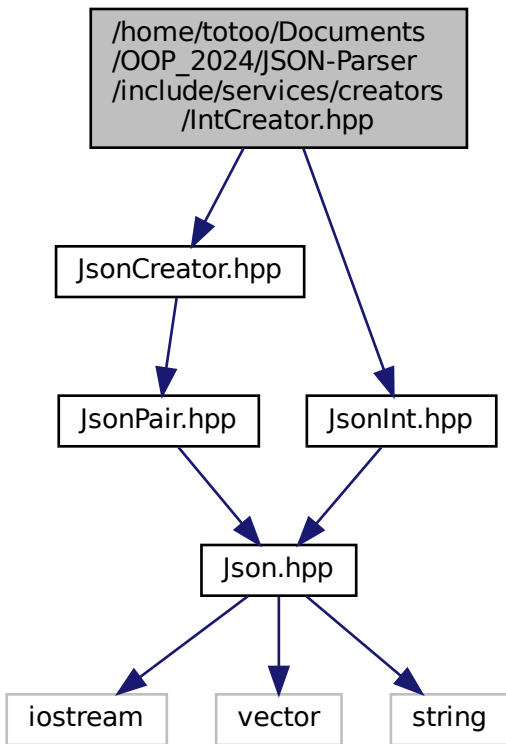 /home/totoo/Documents
/OOP_2024/JSON-Parser
/include/services/creators
/IntCreator.hpp
JsonCreator.hpp
JsonPair.hpp
JsonInt.hpp
Json.hpp
iostream
vector
string